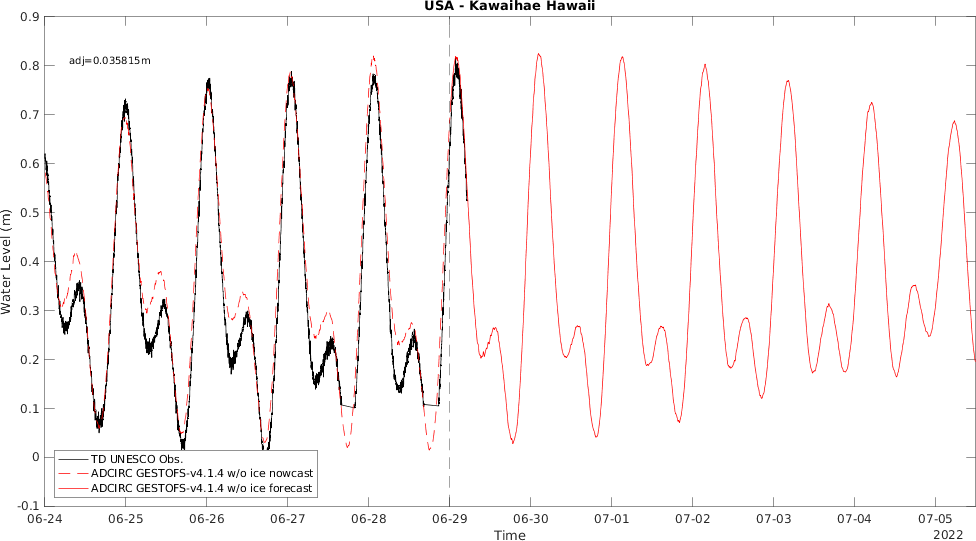 USA - Kawaihae Hawaii
0.9
adj=0.035815m
0.8
0.7
0.6
0.5
0.4
0.3
0.2
0.1
0
-0.1
Water Level (m)
TD UNESCO Obs.
ADCIRC GESTOFS-v4.1.4 w/o ice nowcast
ADCIRC GESTOFS-v4.1.4 w/o ice forecast
06-24 06-25 06-26 06-27 06-28 06-29 06-30 07-01 07-02 07-03 07-04 07-05
Time
2022